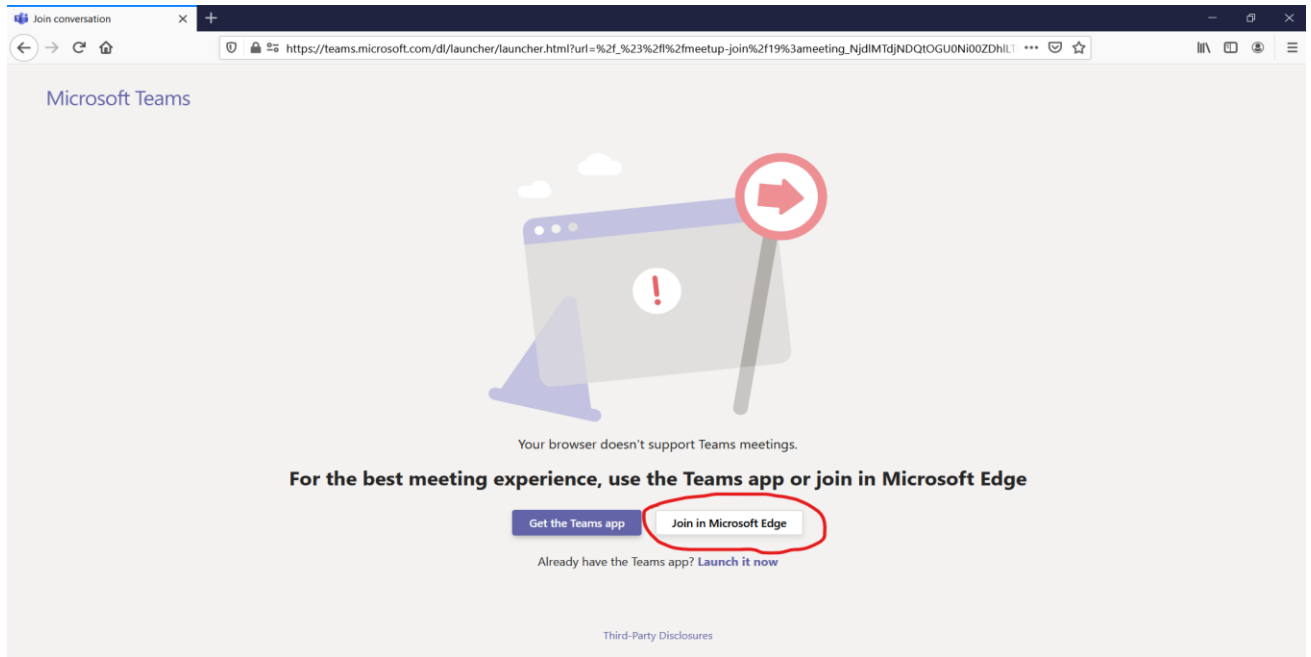 Join conversation
https://teams.microsoft.com/dl/launcher/launcher.html?url=%2f_%23%2fl%2fmeetup-join%2f19%3ameeting_NjdlMTdjNDQtOGU0Ni00ZDhlLT
Microsoft Teams
!
Your browser doesn't support Teams meetings.
For the best meeting experience, use the Teams app or join in Microsoft Edge
Get the Teams app Join in Microsoft Edge
Already have the Teams app? Launch it now
Third-Party Disclosures